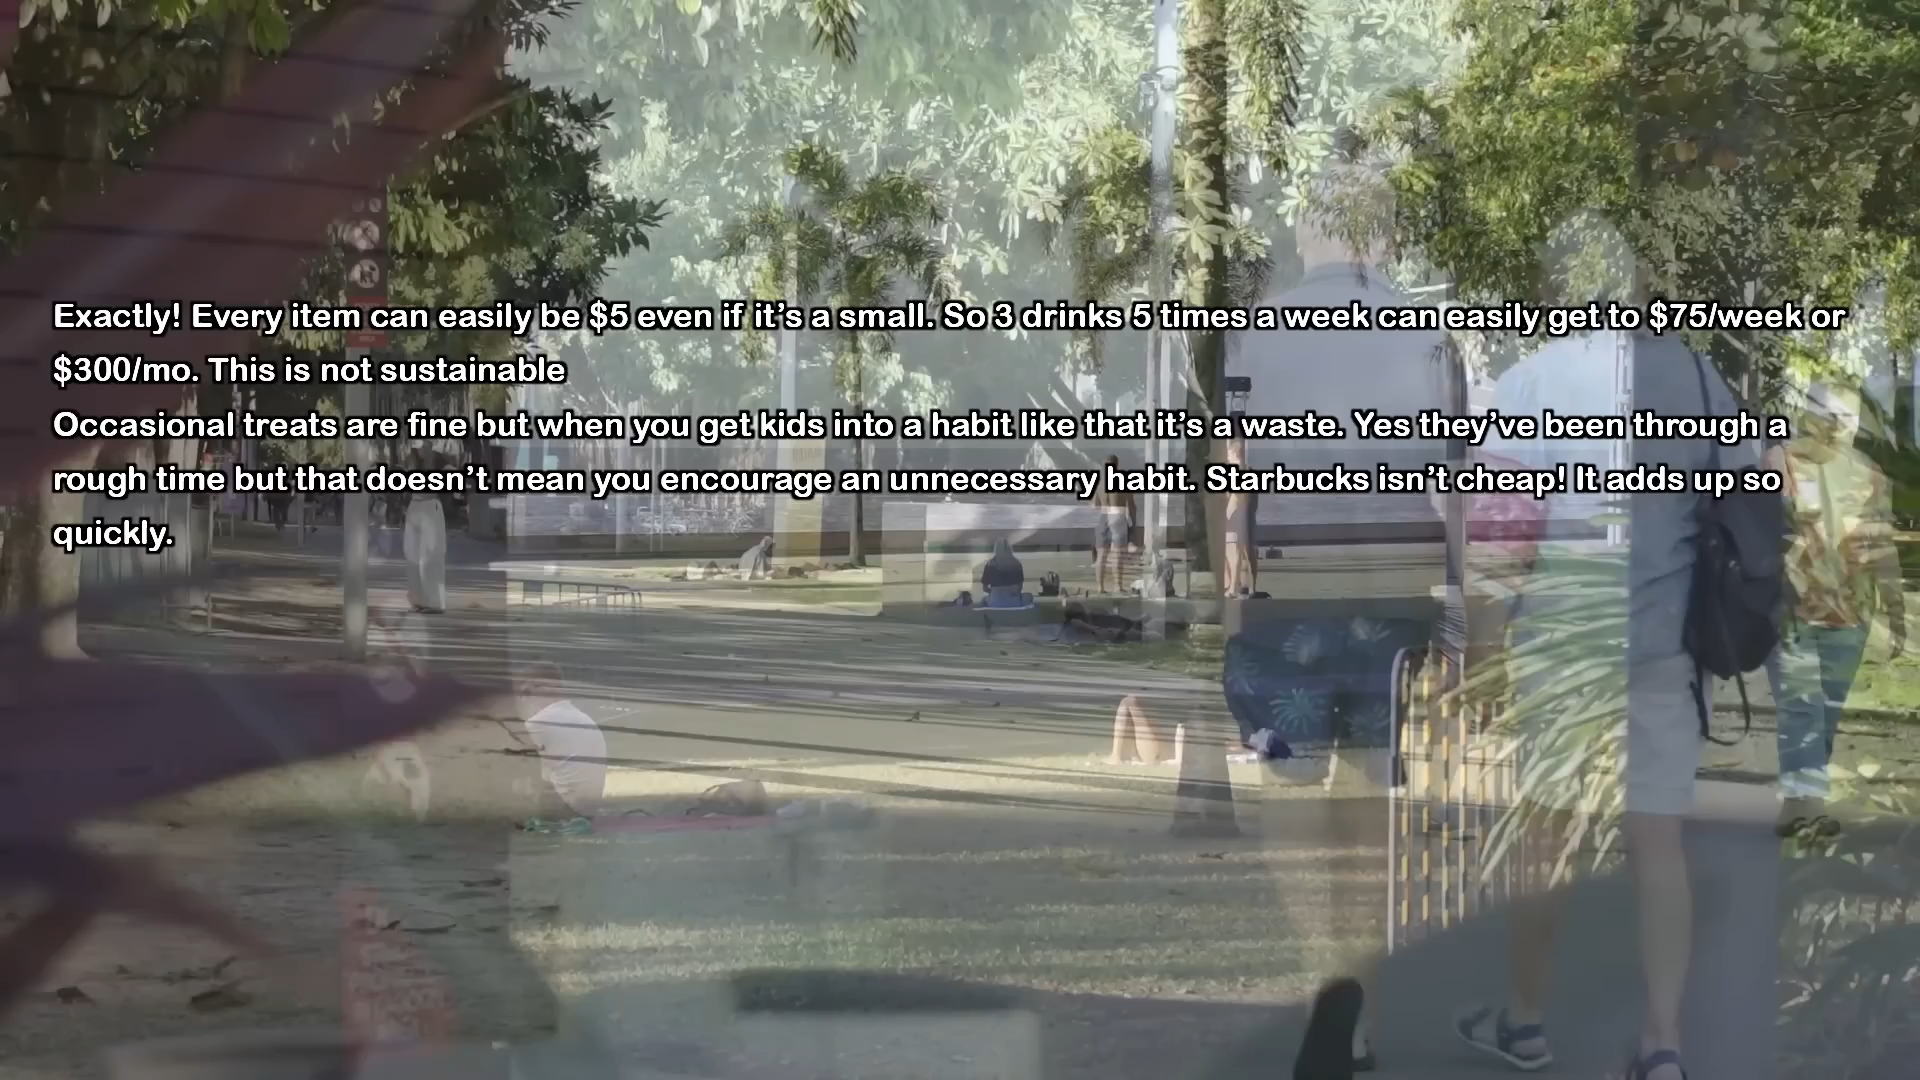 Exactly! Every item can easily be $5 even if it’s a small. So 3 drinks 5 times a week can easily get to $75/week or
$300/mo. This is not sustainable
Occasional treats are fine but when you get kids into a habit like that it’s a waste. Yes they’ve been through a
rough time but that doesn’t mean you encourage an unnecessary habit. Starbucks isn’t cheap! It adds up so
quickly.